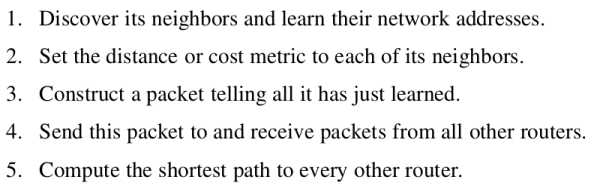 1. Discover its neighbors and learn their network addresses.
2. Set the distance or cost metric to each of its neighbors.
3. Construct a packet telling all it has just learned.
4. Send this packet to and receive packets from all other routers.
5. Compute the shortest path to every other router.